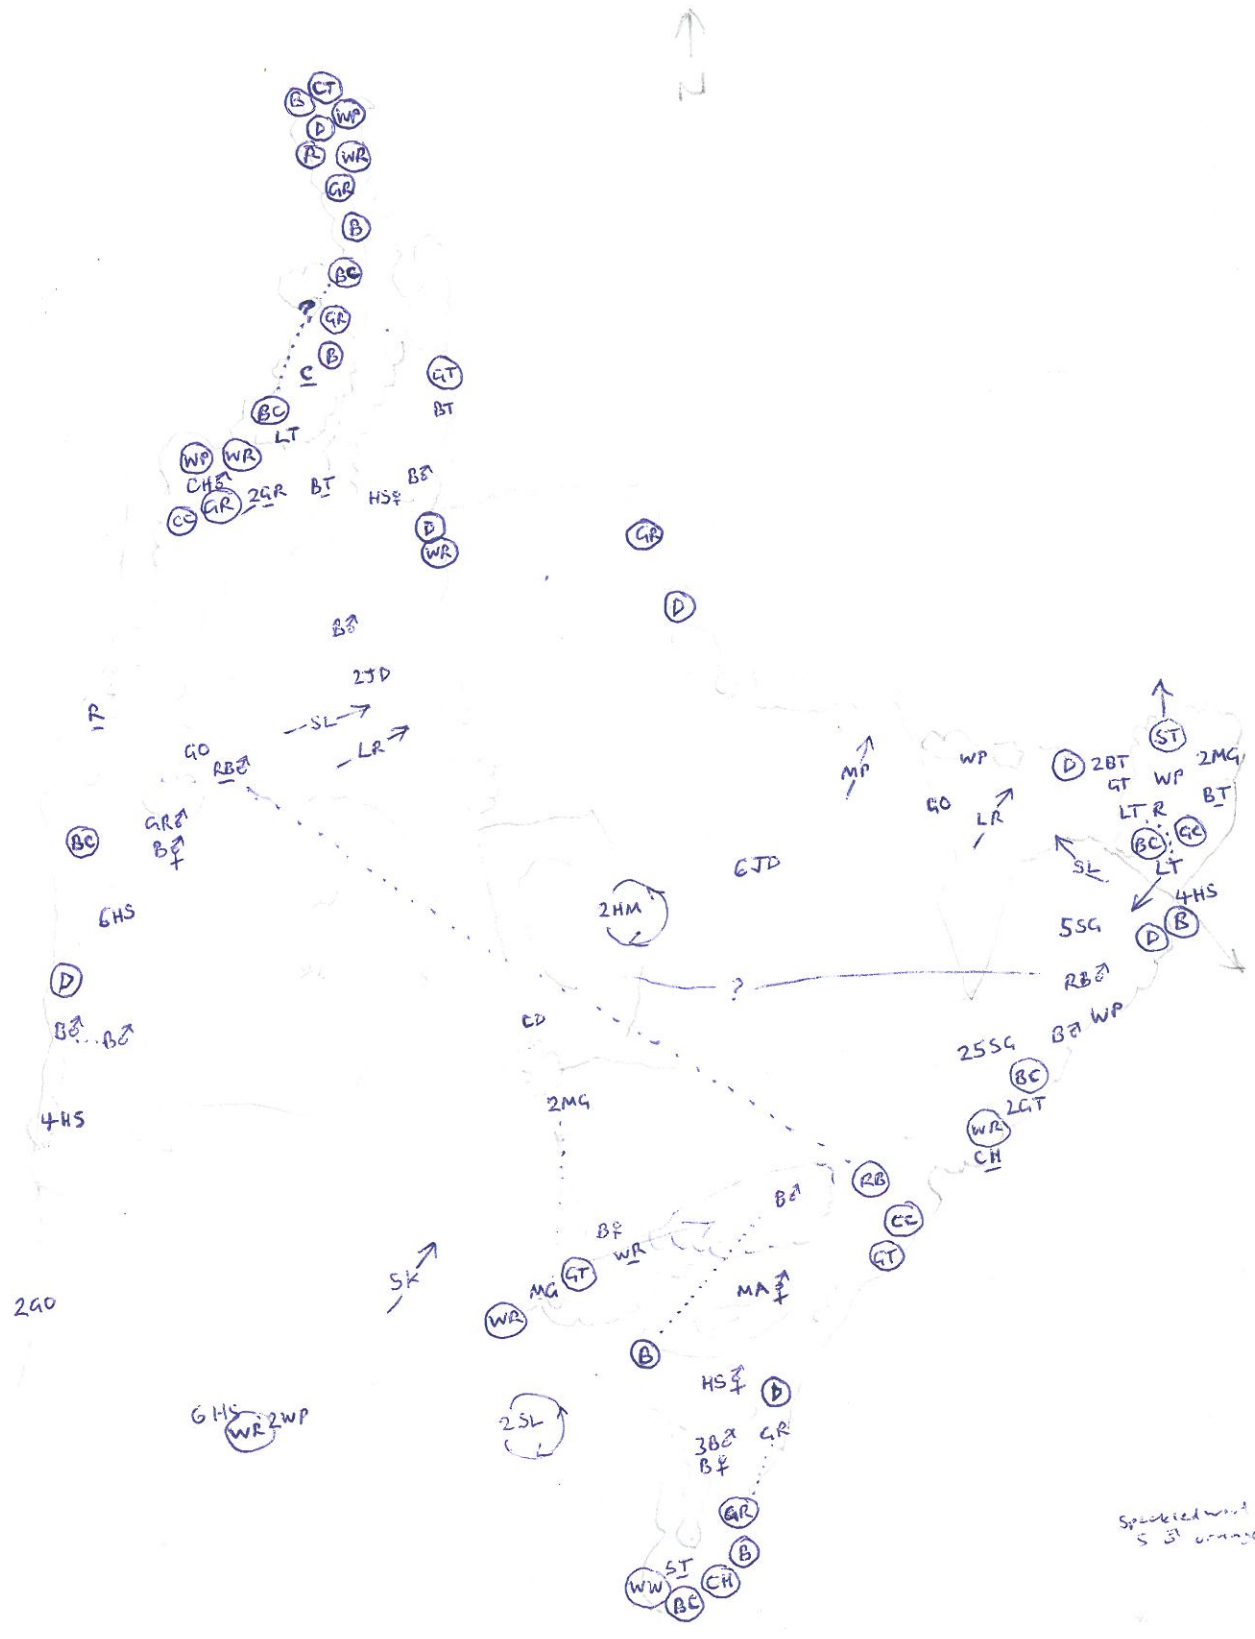 N
CT
B
WP
D
R
WR
GR
B
BC
?
GR
B
C
GT
BC
BT
LT
WP
WR
CH♂
B♂
2GR
BT
HS♀
GR
CC
D
GR
WR
D
B♂
2JD
R
SL
ST
LR
GO
WP
D
2BT
2MG
RB♂
MP
GT
WP
BT
GO
LR
LT
R
GR♂
BC
B
BC
GC
6JD
SL
LT
4HS
6HS
2HM
5SG
D
B
D
RB♂
?
CD
WP
B♂
B♂
B♂
25SG
BC
2MG
2GT
4HS
WR
CH
RB
B♂
CC
B♀
WR
GT
SK
GT
MG
MA
2GO
WR
B
HS
D
6HS
2WP
2SL
WR
GR
3B♂
B♀
GR
B
ST
WW
CH
BC
Speckled
5